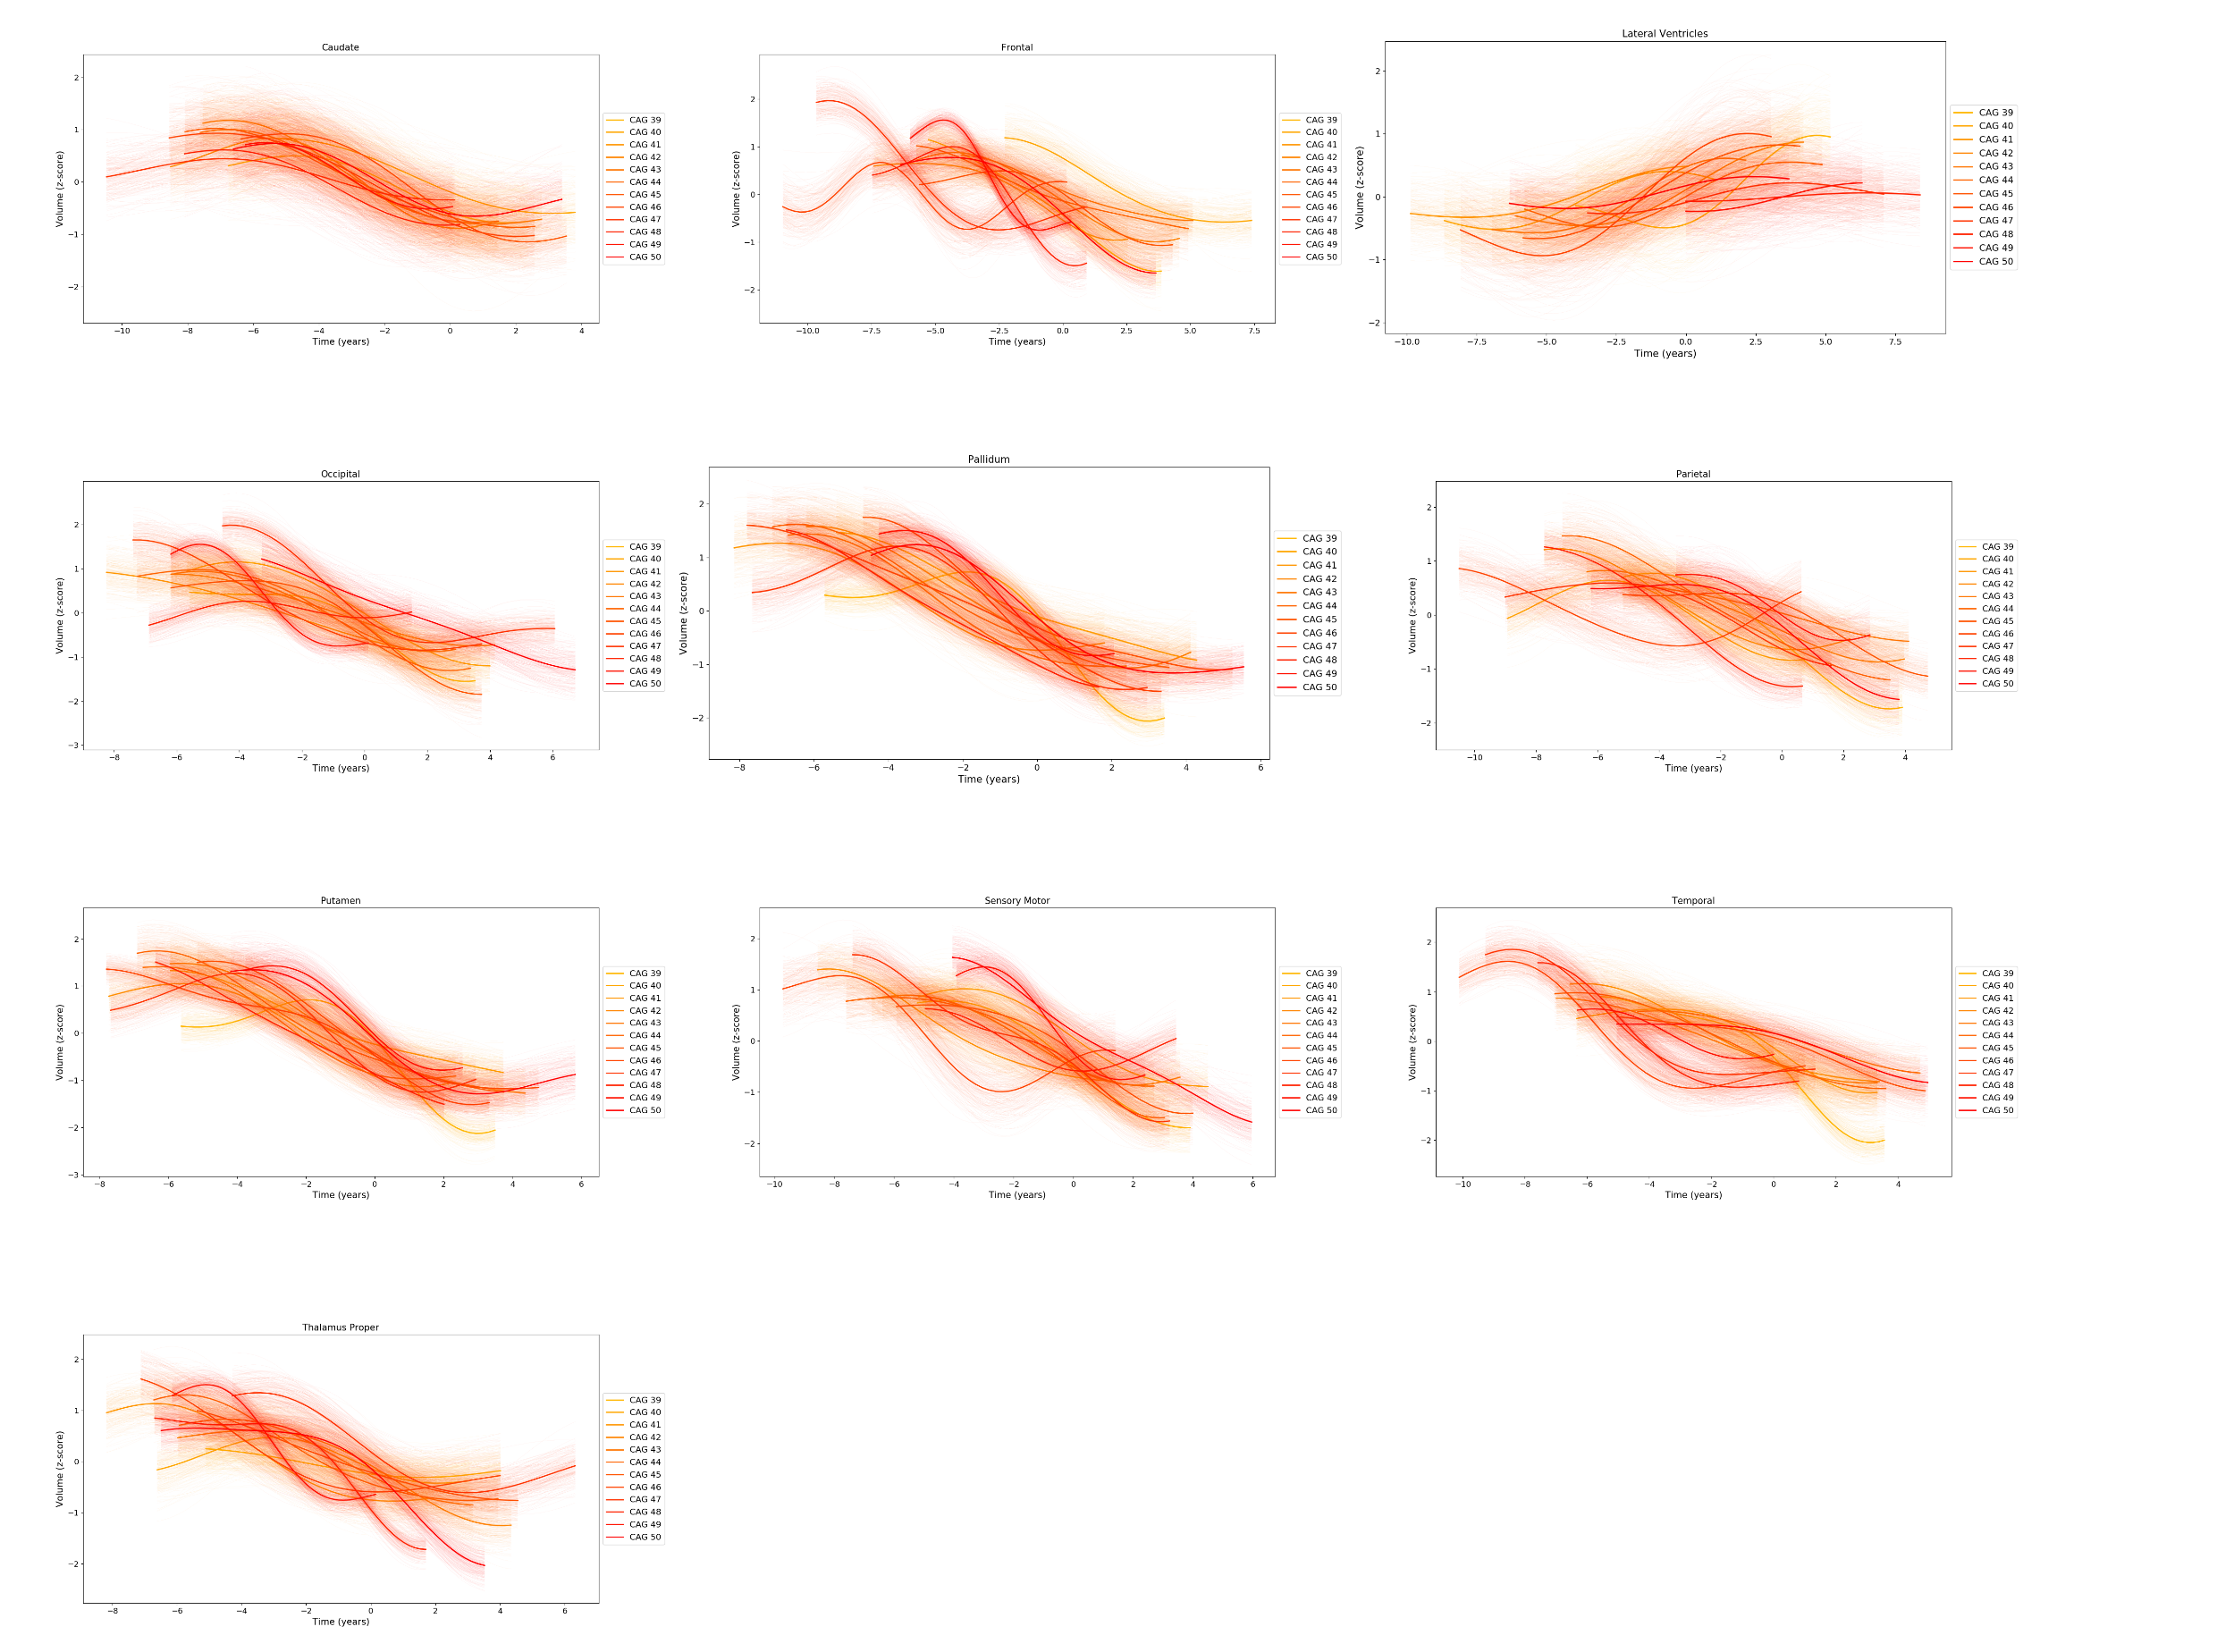 Caudate
Volume (z-score)
2
1
0
−1
−2
−10 −8 −6 −4 −2 0 2 4
Time (years)
CAG 39
CAG 40
CAG 41
CAG 42
CAG 43
CAG 44
CAG 45
CAG 46
CAG 47
CAG 48
CAG 49
CAG 50
Frontal
Volume (z-score)
2
1
0
−1
−2
−10.0 −7.5 −5.0 −2.5 0.0 2.5 5.0 7.5
Time (years)
CAG 39
CAG 40
CAG 41
CAG 42
CAG 43
CAG 44
CAG 45
CAG 46
CAG 47
CAG 48
CAG 49
CAG 50
Lateral Ventricles
Volume (z-score)
2
1
0
−1
−2
−10.0 −7.5 −5.0 −2.5 0.0 2.5 5.0 7.5
Time (years)
CAG 39
CAG 40
CAG 41
CAG 42
CAG 43
CAG 44
CAG 45
CAG 46
CAG 47
CAG 48
CAG 49
CAG 50
Occipital
Volume (z-score)
2
1
0
−1
−2
−3
−8 −6 −4 −2 0 2 4 6
Time (years)
CAG 39
CAG 40
CAG 41
CAG 42
CAG 43
CAG 44
CAG 45
CAG 46
CAG 47
CAG 48
CAG 49
CAG 50
Pallidum
Volume (z-score)
2
1
0
−1
−2
−8 −6 −4 −2 0 2 4 6
Time (years)
CAG 39
CAG 40
CAG 41
CAG 42
CAG 43
CAG 44
CAG 45
CAG 46
CAG 47
CAG 48
CAG 49
CAG 50
Parietal
Volume (z-score)
2
1
0
−1
−2
−10 −8 −6 −4 −2 0 2 4
Time (years)
CAG 39
CAG 40
CAG 41
CAG 42
CAG 43
CAG 44
CAG 45
CAG 46
CAG 47
CAG 48
CAG 49
CAG 50
Putamen
Volume (z-score)
2
1
0
−1
−2
−3
−8 −6 −4 −2 0 2 4 6
Time (years)
CAG 39
CAG 40
CAG 41
CAG 42
CAG 43
CAG 44
CAG 45
CAG 46
CAG 47
CAG 48
CAG 49
CAG 50
Sensory Motor
Volume (z-score)
2
1
0
−1
−2
−10 −8 −6 −4 −2 0 2 4 6
Time (years)
CAG 39
CAG 40
CAG 41
CAG 42
CAG 43
CAG 44
CAG 45
CAG 46
CAG 47
CAG 48
CAG 49
CAG 50
Temporal
Volume (z-score)
2
1
0
−1
−2
−10 −8 −6 −4 −2 0 2 4
Time (years)
CAG 39
CAG 40
CAG 41
CAG 42
CAG 43
CAG 44
CAG 45
CAG 46
CAG 47
CAG 48
CAG 49
CAG 50
Thalamus Proper
Volume (z-score)
2
1
0
−1
−2
−8 −6 −4 −2 0 2 4 6
Time (years)
CAG 39
CAG 40
CAG 41
CAG 42
CAG 43
CAG 44
CAG 45
CAG 46
CAG 47
CAG 48
CAG 49
CAG 50